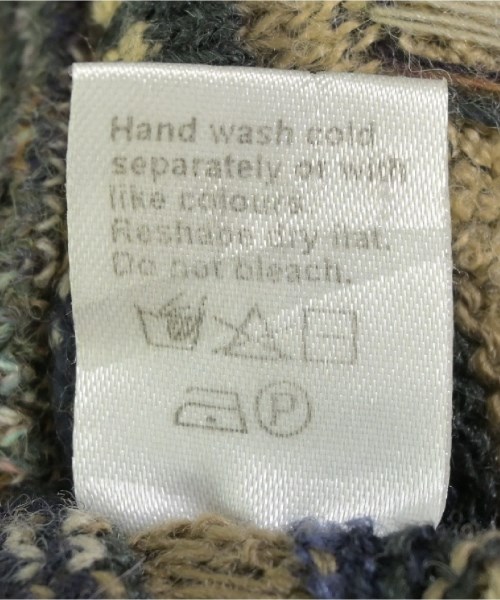 Hand wash cold
separately or with
like colours.
Reshape dry flat.
Do not bleach.
P